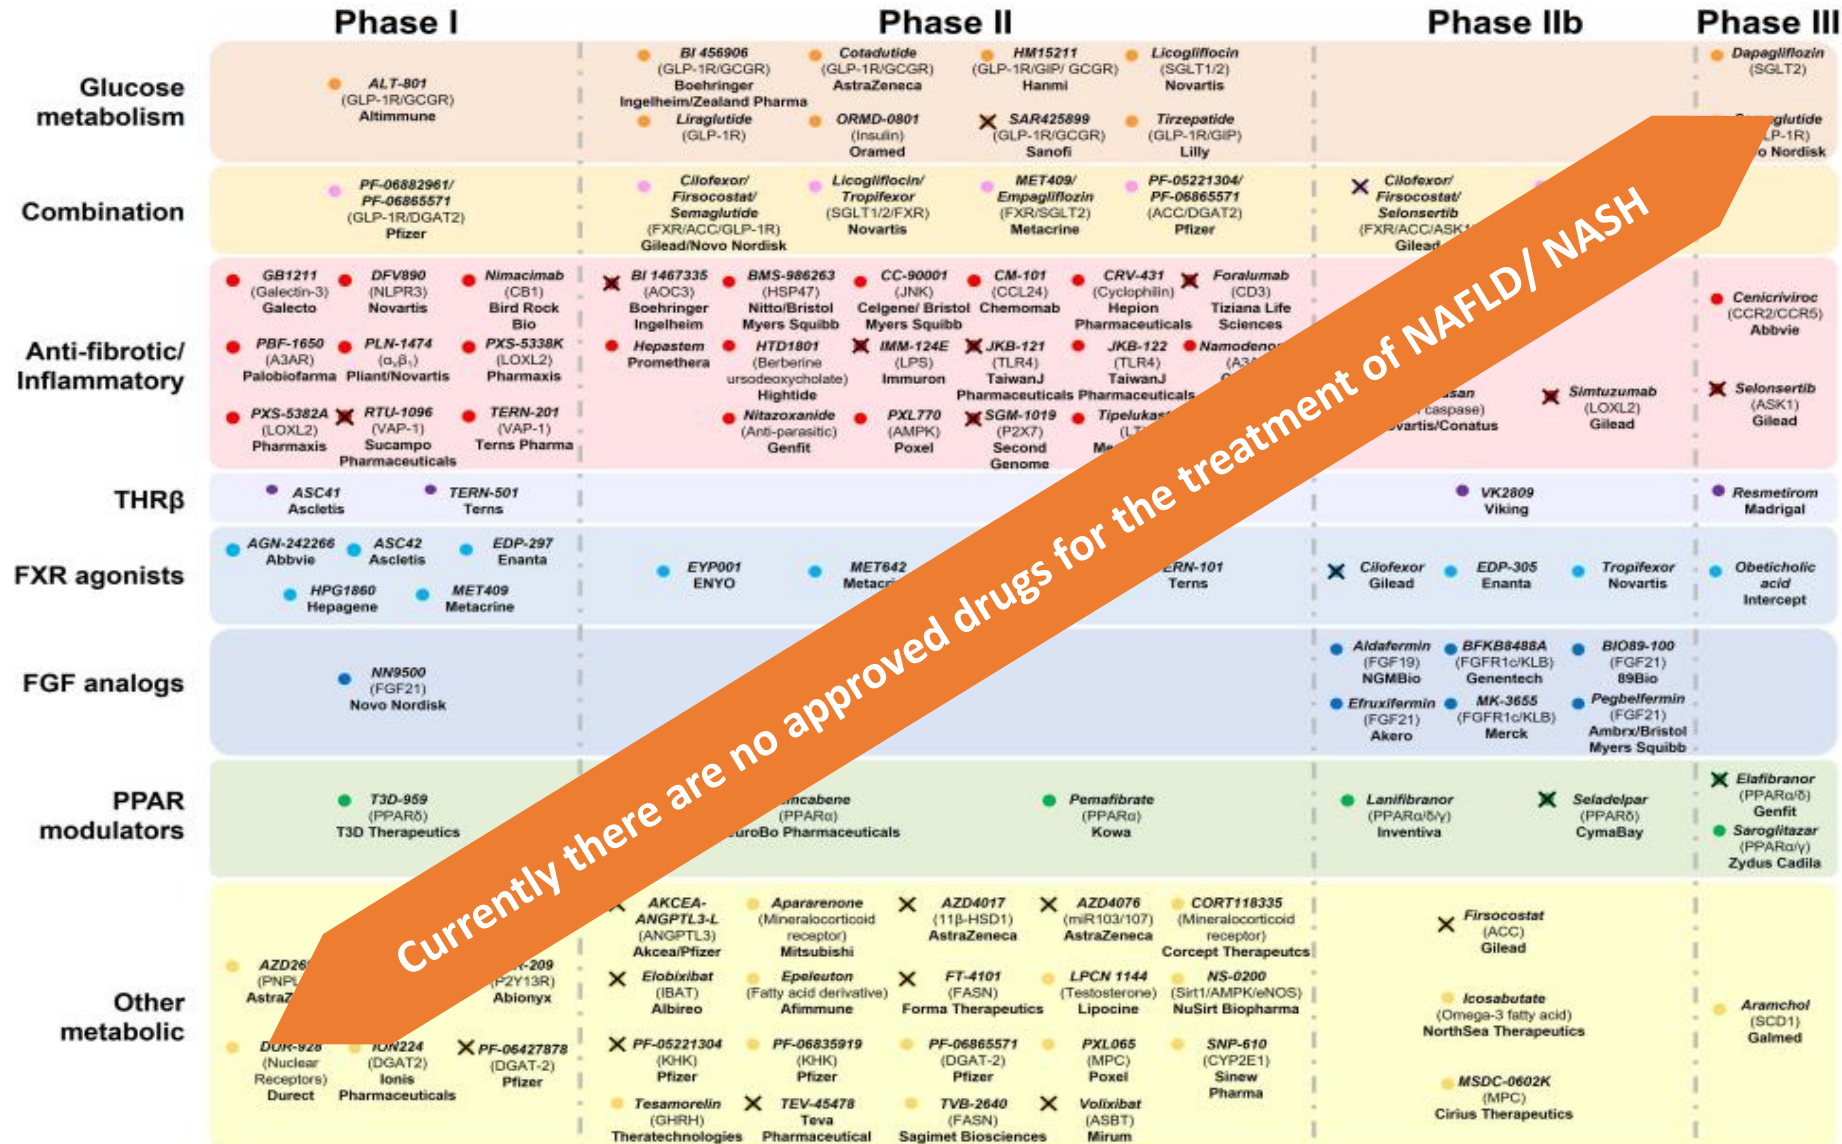 Phase I
Phase II
Phase IIb
Phase III
Glucose
metabolism
ALT-801
(GLP-1R/GCGR)
Altimmune
BI 456906
(GLP-1R/GCGR)
Boehringer
Ingelheim/Zealand Pharma
Cotadutide
(GLP-1R/GCGR)
AstraZeneca
HM15211
(GLP-1R/GIP/ GCGR)
Hanmi
Licogliflocin
(SGLT1/2)
Novartis
Liraglutide
(GLP-1R)
ORMD-0801
(Insulin)
Oramed
SAR425899
(GLP-1R/GCGR)
Sanofi
Tirzepatide
(GLP-1R/GIP)
Lilly
Dapagliflozin
(SGLT2)
Nordisk
Combination
PF-06882961/
PF-06865571
(GLP-1R/DGAT2)
Pfizer
Cilofexor/
Firsocostat/
Semaglutide
(FXR/ACC/GLP-1R)
Gilead/Novo Nordisk
Licogliflocin/
Tropifexor
(SGLT1/2/FXR)
Novartis
MET409/
Empagliflozin
(FXR/SGLT2)
Metacrine
PF-05221304/
PF-06865571
(ACC/DGAT2)
Pfizer
Cilofexor/
Firsocostat/
Selonsertib
(FXR/ACC/ASK1
Gilead
Anti-fibrotic/
Inflammatory
GB1211
(Galectin-3)
Galecto
DFV890
(NLPR3)
Novartis
Nimacimab
(CB1)
Bird Rock
Bio
PBF-1650
(A3AR)
Palobiofarma
PLN-1474
(αvβ1)
Pliant/Novartis
PXS-5338K
(LOXL2)
Pharmaxis
PXS-5382A
(LOXL2)
Pharmaxis
RTU-1096
(VAP-1)
Sucampo
Pharmaceuticals
TERN-201
(VAP-1)
Terns Pharma
BI 1467335
(AOC3)
Boehringer
Ingelheim
BMS-986263
(HSP47)
Nitto/Bristol
Myers Squibb
CC-90001
(JNK)
Celgene/ Bristol
Myers Squibb
CM-101
(CCL24)
Chemomab
CRV-431
(Cyclophilin)
Hepion
Pharmaceuticals
Foralumab
(CD3)
Tiziana Life
Sciences
Hepastem
Promethera
HTD1801
(Berberine
ursodeoxycholate)
Hightide
IMM-124E
(LPS)
Immuron
JKB-121
(TLR4)
TaiwanJ
Pharmaceuticals
JKB-122
(TLR4)
TaiwanJ
Pharmaceuticals
Nitazoxanide
(Anti-parasitic)
Genfit
PXL770
(AMPK)
Poxel
SGM-1019
(P2X7)
Second
Genome
caspase)
Novartis/Conatus
Simtuzumab
(LOXL2)
Gilead
Cenicriviroc
(CCR2/CCR5)
Abbvie
Selonsertib
(ASK1)
Gilead
THRβ
ASC41
Ascletis
TERN-501
Terns
VK2809
Viking
Resmetirom
Madrigal
FXR agonists
AGN-242266
Abbvie
ASC42
Ascletis
EDP-297
Enanta
HPG1860
Hepagene
MET409
Metacrine
EYP001
ENYO
MET642
ERN-101
Terns
Cilofexor
Gilead
EDP-305
Enanta
Tropifexor
Novartis
Obeticholic
acid
Intercept
FGF analogs
NN9500
(FGF21)
Novo Nordisk
Aldafermin
(FGF19)
NGMBio
BFKB8488A
(FGFR1c/KLB)
Genentech
BIO89-100
(FGF21)
89Bio
Efruxifermin
(FGF21)
Akero
MK-3655
(FGFR1c/KLB)
Merck
Pegbelfermin
(FGF21)
Ambrx/Bristol
Myers Squibb
PPAR
modulators
T3D-959
(PPARδ)
T3D Therapeutics
mcabene
(PPARα)
uroBo Pharmaceuticals
Pemafibrate
(PPARα)
Kowa
Lanifibranor
(PPARα/δ/γ)
Inventiva
Seladelpar
(PPARδ)
CymaBay
Elafibranor
(PPARα/δ)
Genfit
Saroglitazar
(PPARα/γ)
Zydus Cadila
Other
metabolic
-209
(P2Y13R)
Abionyx
DUR-928
(Nuclear
Receptors)
Durect
ION224
(DGAT2)
Ionis
Pharmaceuticals
PF-06427878
(DGAT-2)
Pfizer
AKCEA-
ANGPTL3-L
(ANGPTL3)
Akcea/Pfizer
Apararenone
(Mineralocorticoid
receptor)
Mitsubishi
AZD4017
(11β-HSD1)
AstraZeneca
AZD4076
(miR103/107)
AstraZeneca
CORT118335
(Mineralocorticoid
receptor)
Corcept Therapeutcs
Elobixibat
(IBAT)
Albireo
Epeleuton
(Fatty acid derivative)
Afimmune
FT-4101
(FASN)
Forma Therapeutics
LPCN 1144
(Testosterone)
Lipocine
NS-0200
(Sirt1/AMPK/eNOS)
NuSirt Biopharma
PF-05221304
(KHK)
Pfizer
PF-06835919
(KHK)
Pfizer
PF-06865571
(DGAT-2)
Pfizer
PXL065
(MPC)
Poxel
SNP-610
(CYP2E1)
Sinew
Pharma
Tesamorelin
(GHRH)
Theratechnologies
TEV-45478
Teva
Pharmaceutical
TVB-2640
(FASN)
Sagimet Biosciences
Volixibat
(ASBT)
Mirum
Firsocostat
(ACC)
Gilead
Icosabutate
(Omega-3 fatty acid)
NorthSea Therapeutics
MSDC-0602K
(MPC)
Cirius Therapeutics
Aramchol
(SCD1)
Galmed
Currently there are no approved drugs for the treatment of NAFLD/ NASH